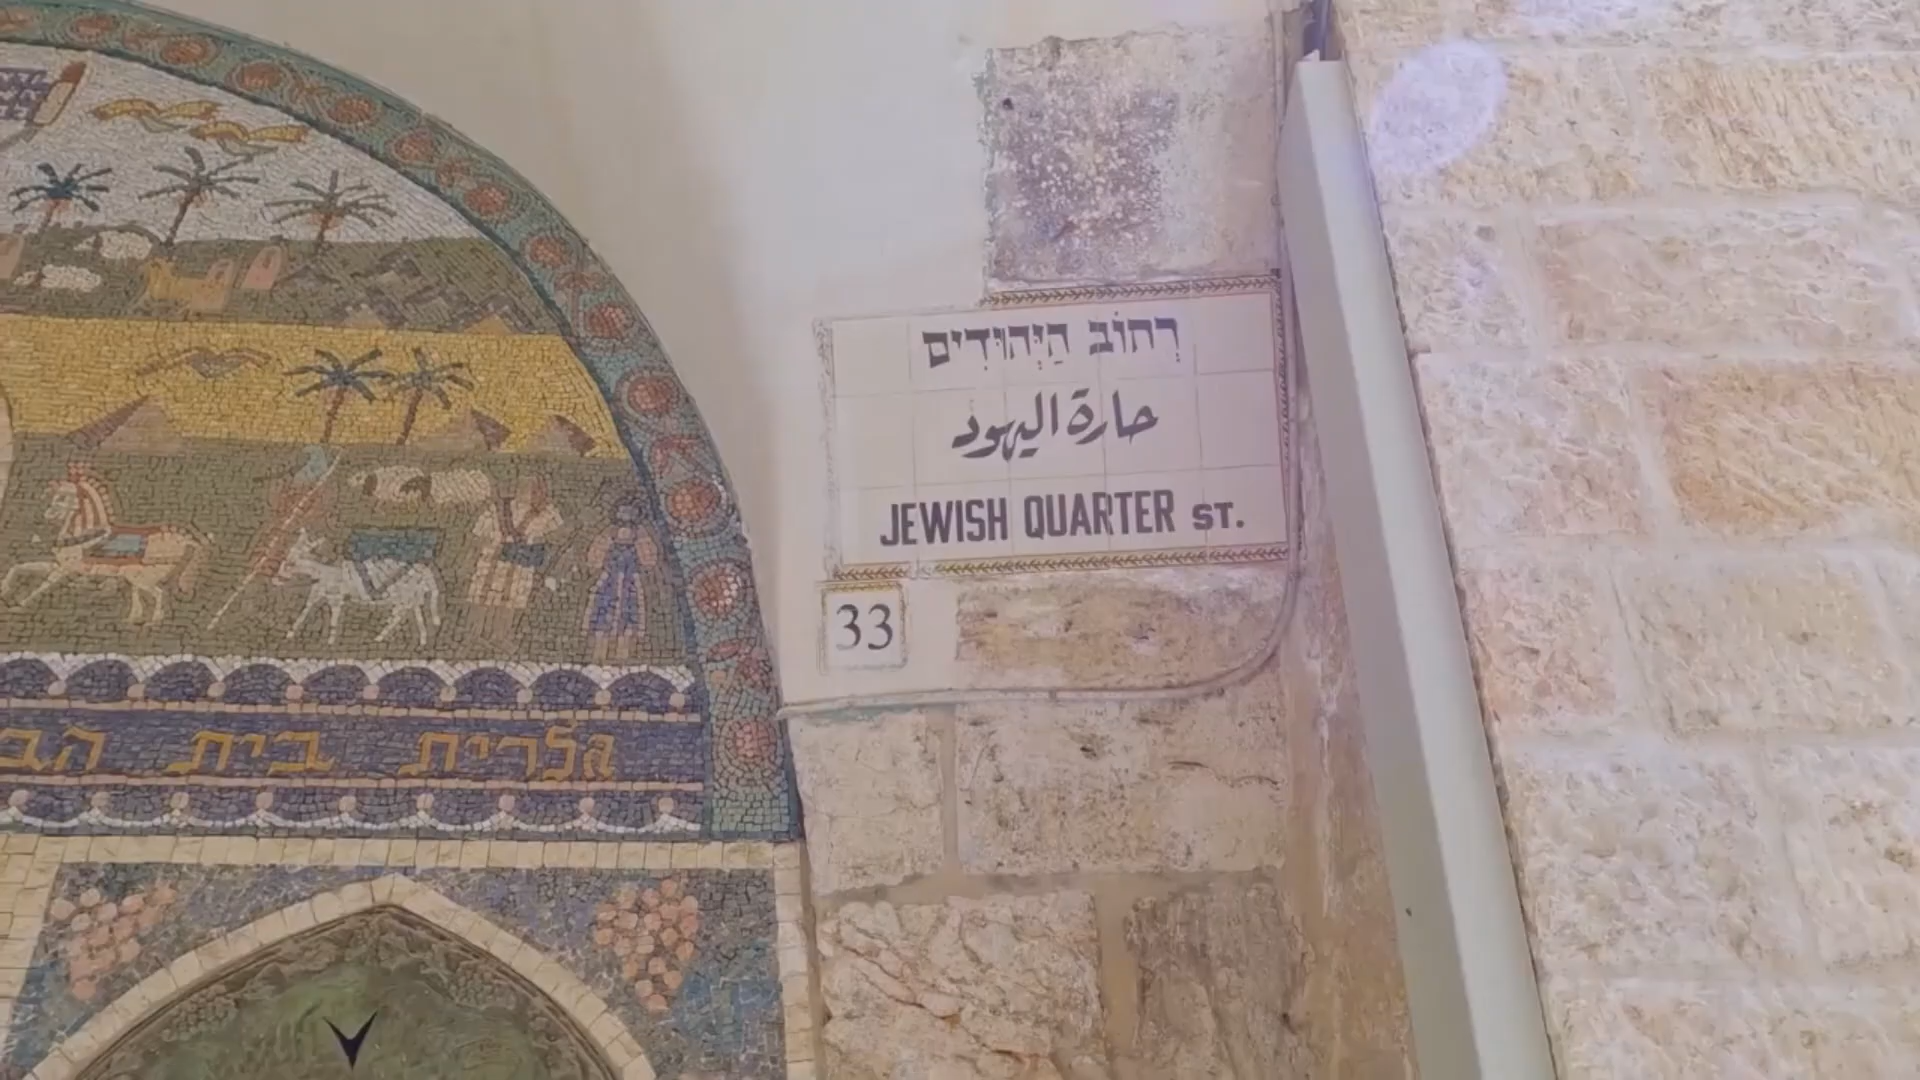 רְחוֹב הַיְּהוּדִים
حارة اليهود
JEWISH QUARTER ST.
33
גלרית בית הב